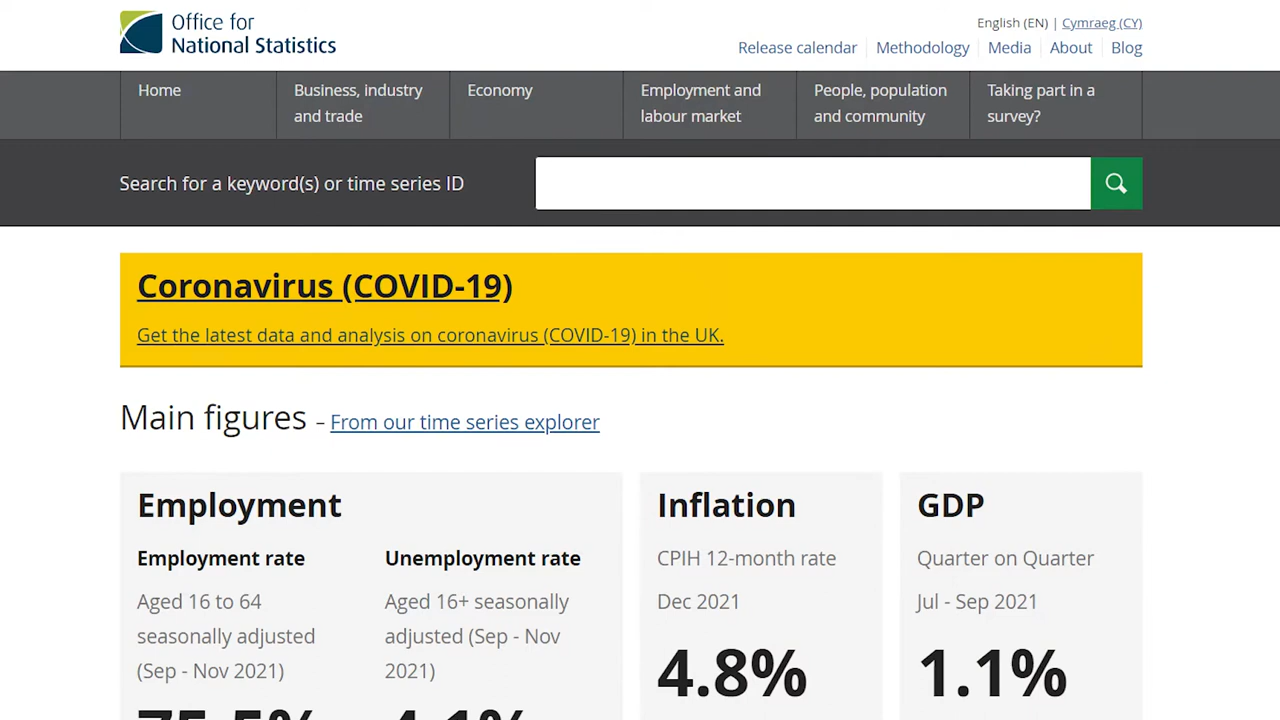 Office for
National Statistics
English (EN) | Cymraeg (CY)
Release calendar Methodology Media About Blog
Home
Business, industry
and trade
Economy
Employment and
labour market
People, population
and community
Taking part in a
survey?
Search for a keyword(s) or time series ID
Coronavirus (COVID-19)
Get the latest data and analysis on coronavirus (COVID-19) in the UK.
Main figures – From our time series explorer
Employment
Employment rate
Aged 16 to 64
seasonally adjusted
(Sep - Nov 2021)
75.5%
Unemployment rate
Aged 16+ seasonally
adjusted (Sep - Nov
2021)
4.1%
Inflation
CPIH 12-month rate
Dec 2021
4.8%
GDP
Quarter on Quarter
Jul - Sep 2021
1.1%